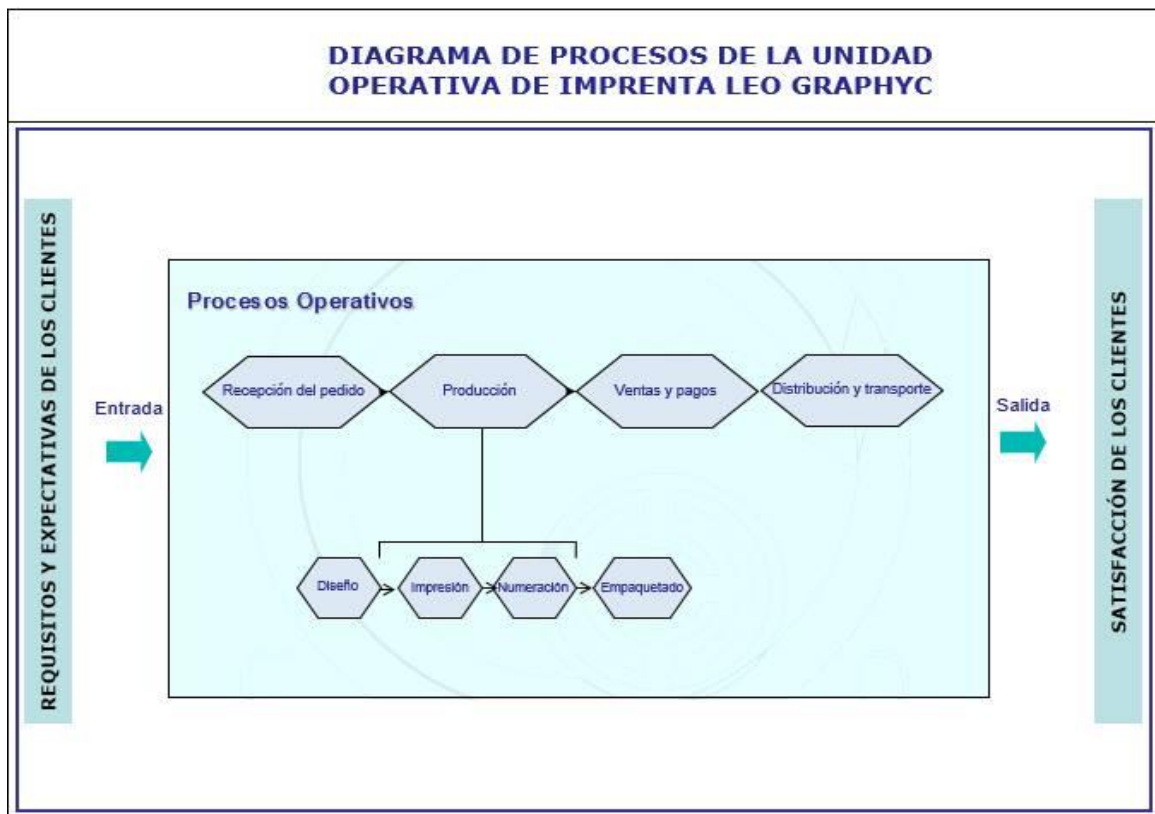 DIAGRAMA DE PROCESOS DE LA UNIDAD
OPERATIVA DE IMPRENTA LEO GRAPHYC
REQUISITOS Y EXPECTATIVAS DE LOS CLIENTES
Entrada
Procesos Operativos
Recepción del pedido
Producción
Ventas y pagos
Distribución y transporte
Diseño
Impresión
Numeración
Empaquetado
Salida
SATISFACCIÓN DE LOS CLIENTES